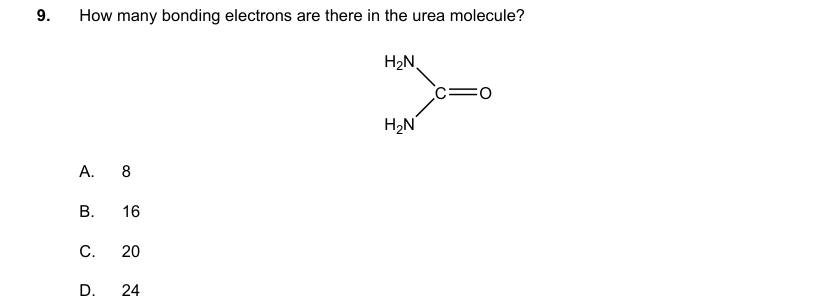 9. How many bonding electrons are there in the urea molecule?
H₂N
C O
H₂N
A. 8
B. 16
C. 20
D. 24